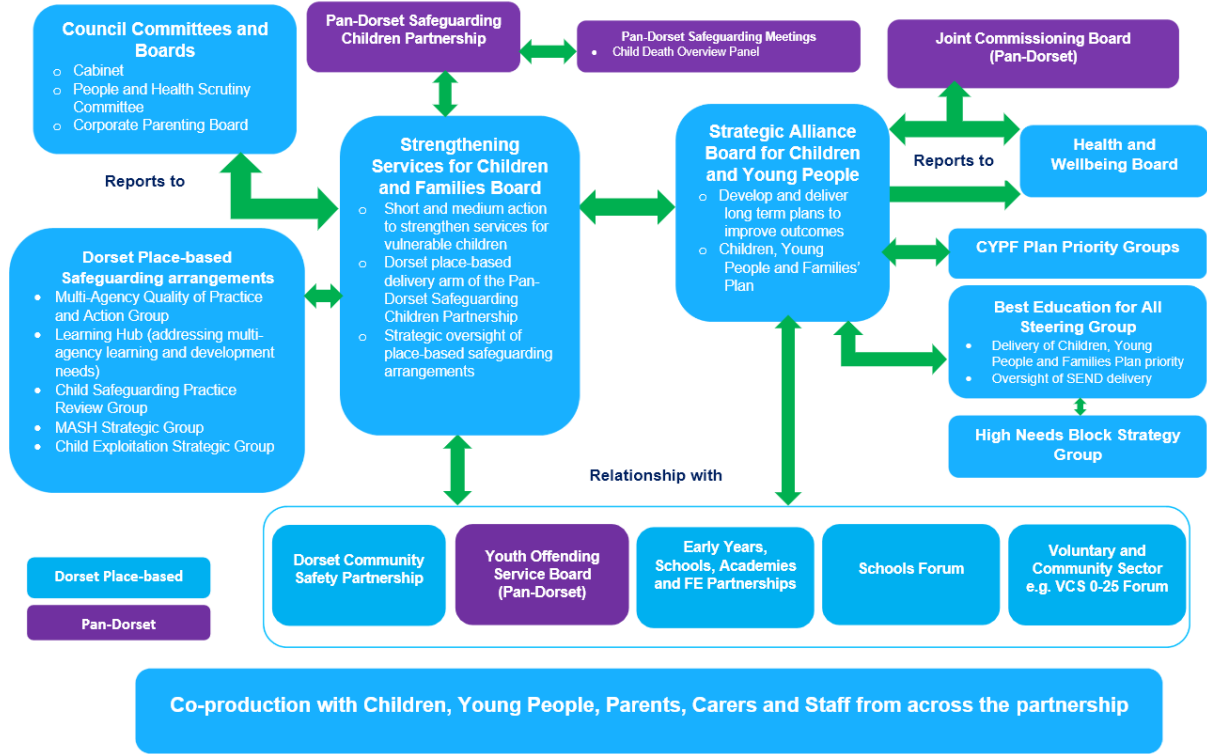 Council Committees and
Boards
o Cabinet
o People and Health Scrutiny
Committee
o Corporate Parenting Board
Pan-Dorset Safeguarding
Children Partnership
Pan-Dorset Safeguarding Meetings
• Child Death Overview Panel
Joint Commissioning Board
(Pan-Dorset)
Reports to
Strengthening
Services for Children
and Families Board
o Short and medium action
to strengthen services for
vulnerable children
o Dorset place-based
delivery arm of the Pan-
Dorset Safeguarding
Children Partnership
o Strategic oversight of
place-based safeguarding
arrangements
Strategic Alliance
Board for Children
and Young People
o Develop and deliver
long term plans to
improve outcomes
o Children, Young
People and Families’
Plan
Reports to
Health and
Wellbeing Board
CYPF Plan Priority Groups
Best Education for All
Steering Group
• Delivery of Children, Young
People and Families Plan priority
• Oversight of SEND delivery
High Needs Block Strategy
Group
Dorset Place-based
Safeguarding arrangements
• Multi-Agency Quality of Practice
and Action Group
• Learning Hub (addressing multi-
agency learning and development
needs)
• Child Safeguarding Practice
Review Group
• MASH Strategic Group
• Child Exploitation Strategic Group
Relationship with
Dorset Community
Safety Partnership
Youth Offending
Service Board
(Pan-Dorset)
Early Years,
Schools, Academies
and FE Partnerships
Schools Forum
Voluntary and
Community Sector
e.g. VCS 0-25 Forum
Dorset Place-based
Pan-Dorset
Co-production with Children, Young People, Parents, Carers and Staff from across the partnership